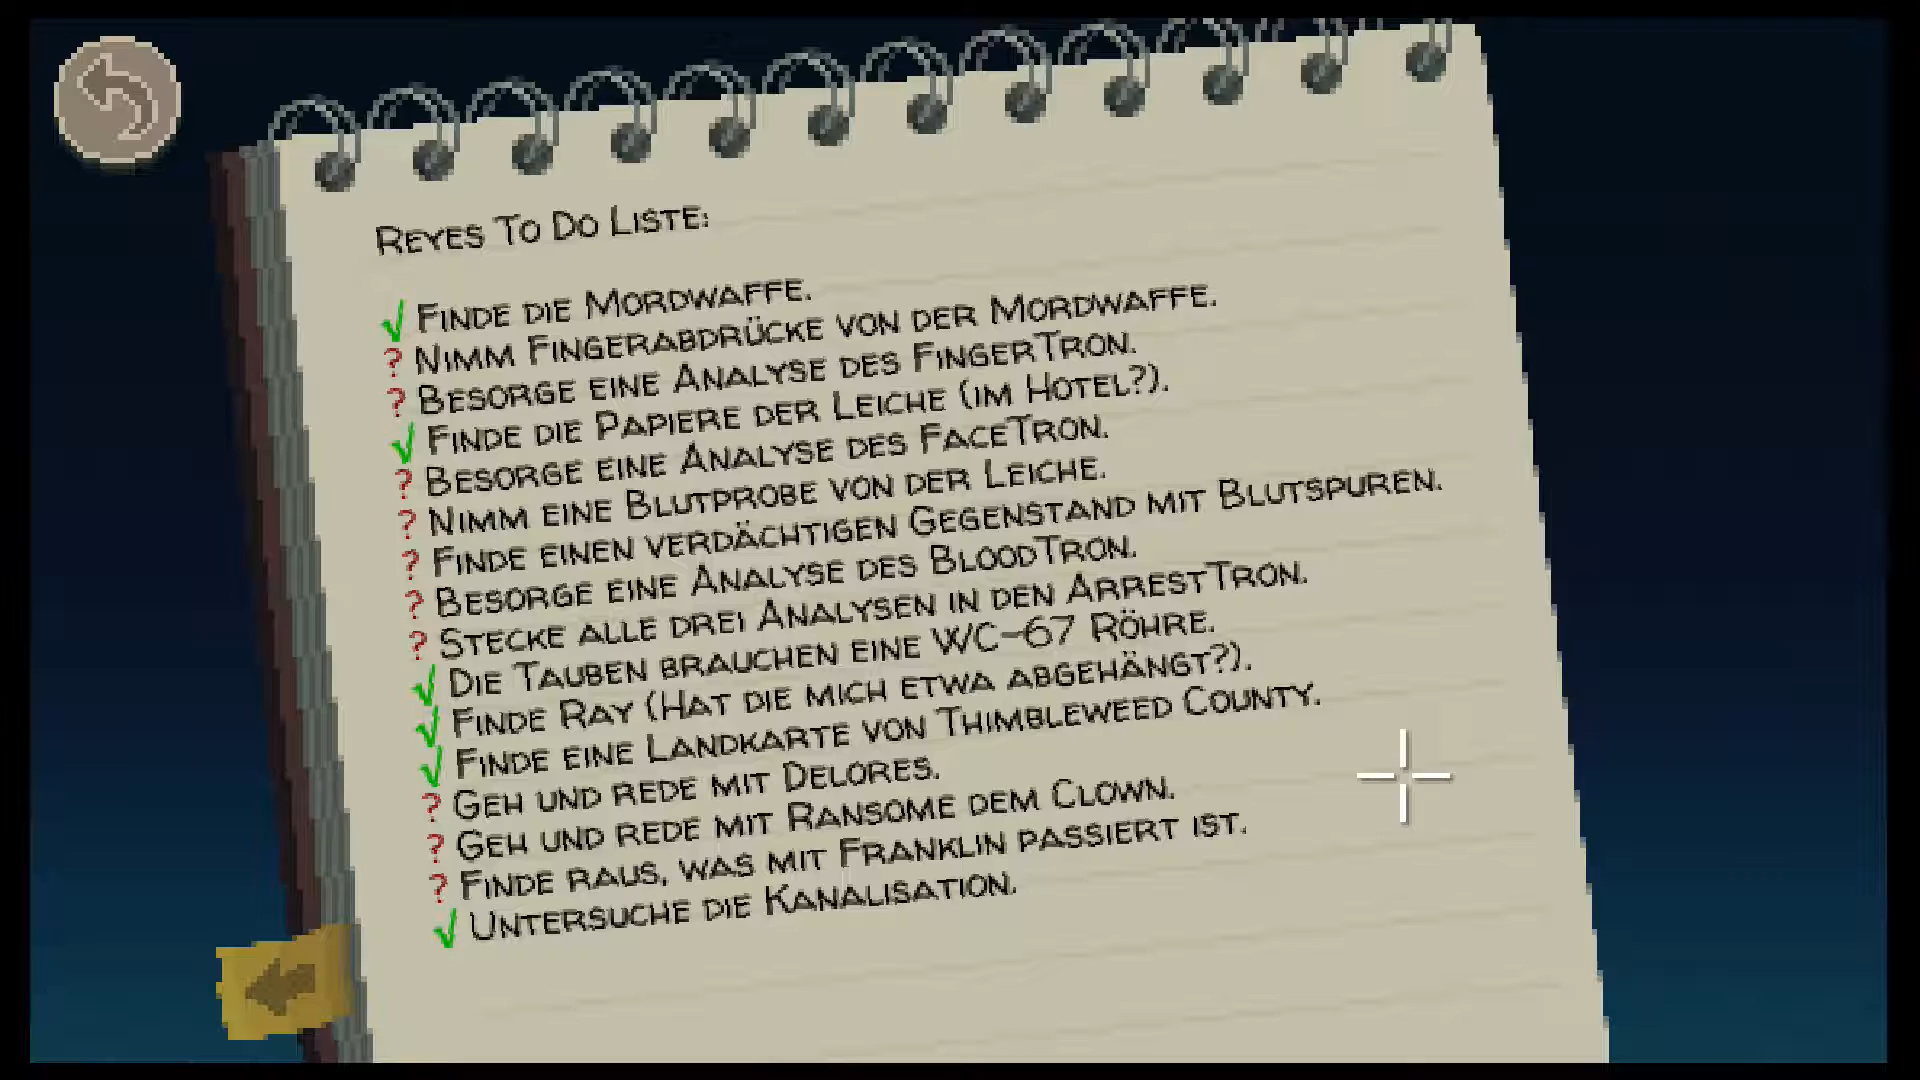 Reyes To Do Liste:
√ Finde die Mordwaffe.
? Nimm Fingerabdrücke von der Mordwaffe.
? Besorge eine Analyse des FingerTron.
√ Finde die Papiere der Leiche (im Hotel?).
? Besorge eine Analyse des FaceTron.
? Nimm eine Blutprobe von der Leiche.
? Finde einen verdächtigen Gegenstand mit Blutspuren.
? Besorge eine Analyse des BloodTron.
? Stecke alle drei Analysen in den ArrestTron.
√ Die Tauben brauchen eine WC-67 Röhre.
√ Finde Ray (Hat die mich etwa abgehängt?).
√ Finde eine Landkarte von Thimbleweed County.
? Geh und rede mit Delores.
? Geh und rede mit Ransome dem Clown.
? Finde raus, was mit Franklin passiert ist.
√ Untersuche die Kanalisation.